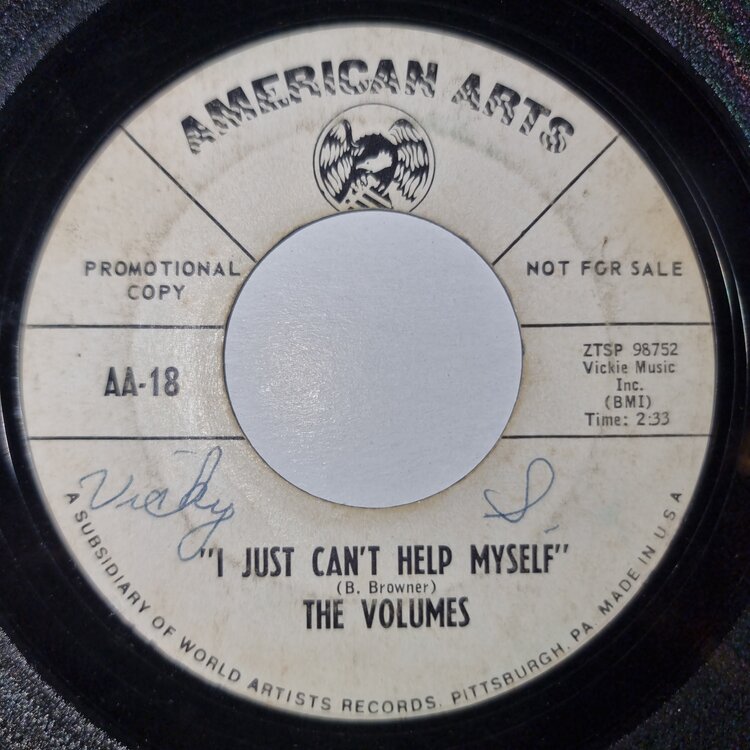 AMERICAN ARTS
PROMOTIONAL
COPY
NOT FOR SALE
AA-18
ZTSP 98752
Vickie Music
Inc.
(BMI)
Time: 2:33
Vicky S
"I JUST CAN'T HELP MYSELF"
(B. Browner)
THE VOLUMES
A SUBSIDIARY OF WORLD ARTISTS RECORDS, PITTSBURGH, PA MADE IN U S A